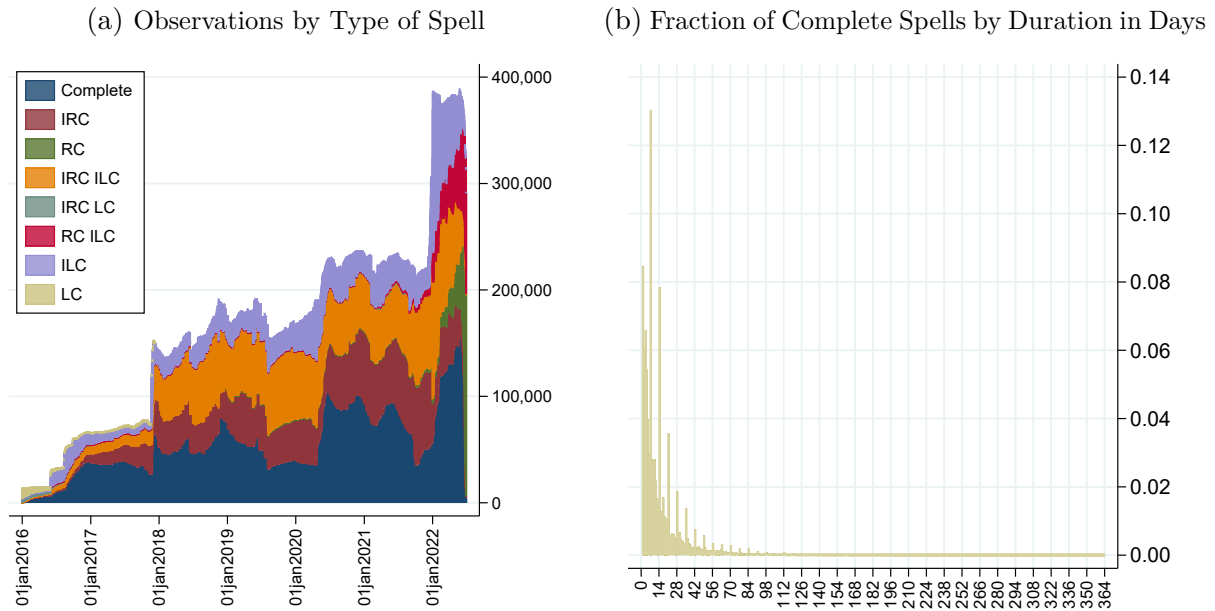 (a) Observations by Type of Spell
Complete
IRC
RC
IRC ILC
IRC LC
RC ILC
ILC
LC
400,000
300,000
200,000
100,000
0
01jan2016
01jan2017
01jan2018
01jan2019
01jan2020
01jan2021
01jan2022
(b) Fraction of Complete Spells by Duration in Days
0.14
0.12
0.10
0.08
0.06
0.04
0.02
0.00
0
14
28
42
56
70
84
98
112
126
140
154
168
182
196
210
224
238
252
266
280
294
308
322
336
350
364